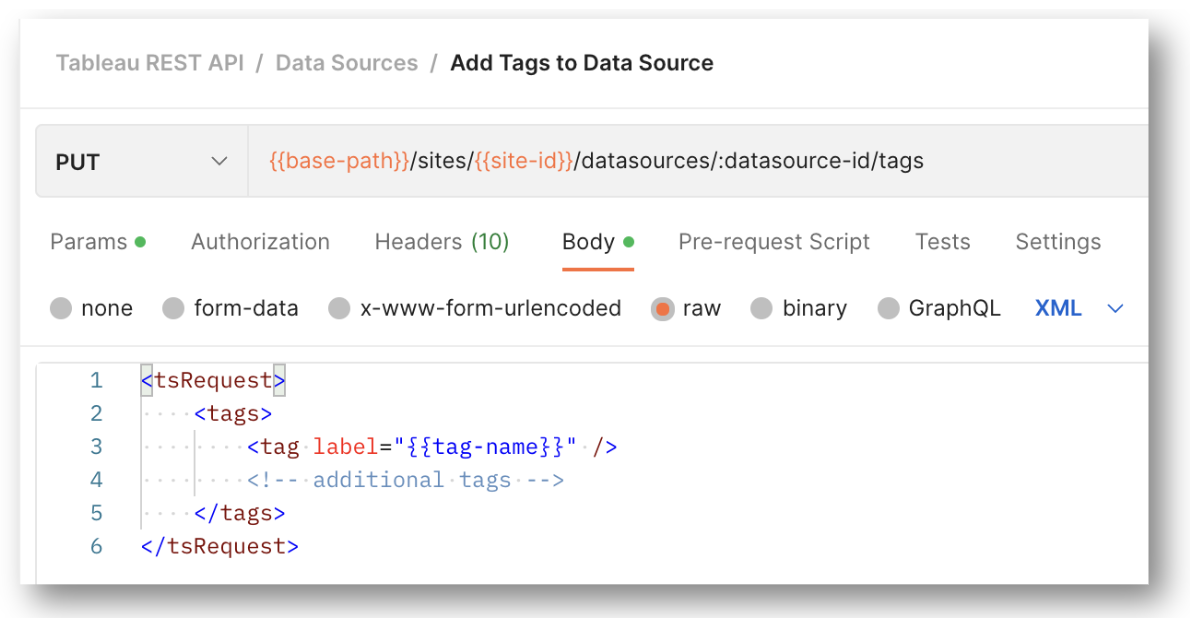 Tableau REST API / Data Sources / Add Tags to Data Source
PUT {{base-path}}/sites/{{site-id}}/datasources/:datasource-id/tags
Params Authorization Headers (10) Body Pre-request Script Tests Settings
none form-data x-www-form-urlencoded raw binary GraphQL XML
1 <tsRequest>
2 <tags>
3 <tag label="{{tag-name}}" />
4 <!-- additional tags -->
5 </tags>
6 </tsRequest>